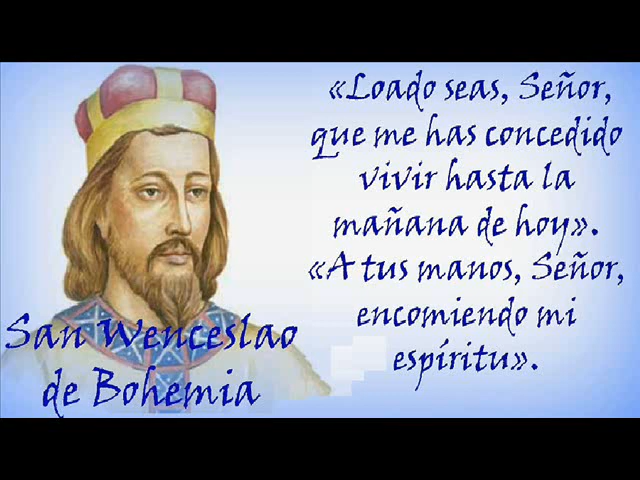 «Loado seas, Señor,
que me has concedido
vivir hasta la
mañana de hoy».
«A tus manos, Señor,
encomiendo mi
espíritu».
San Wenceslao
de Bohemia